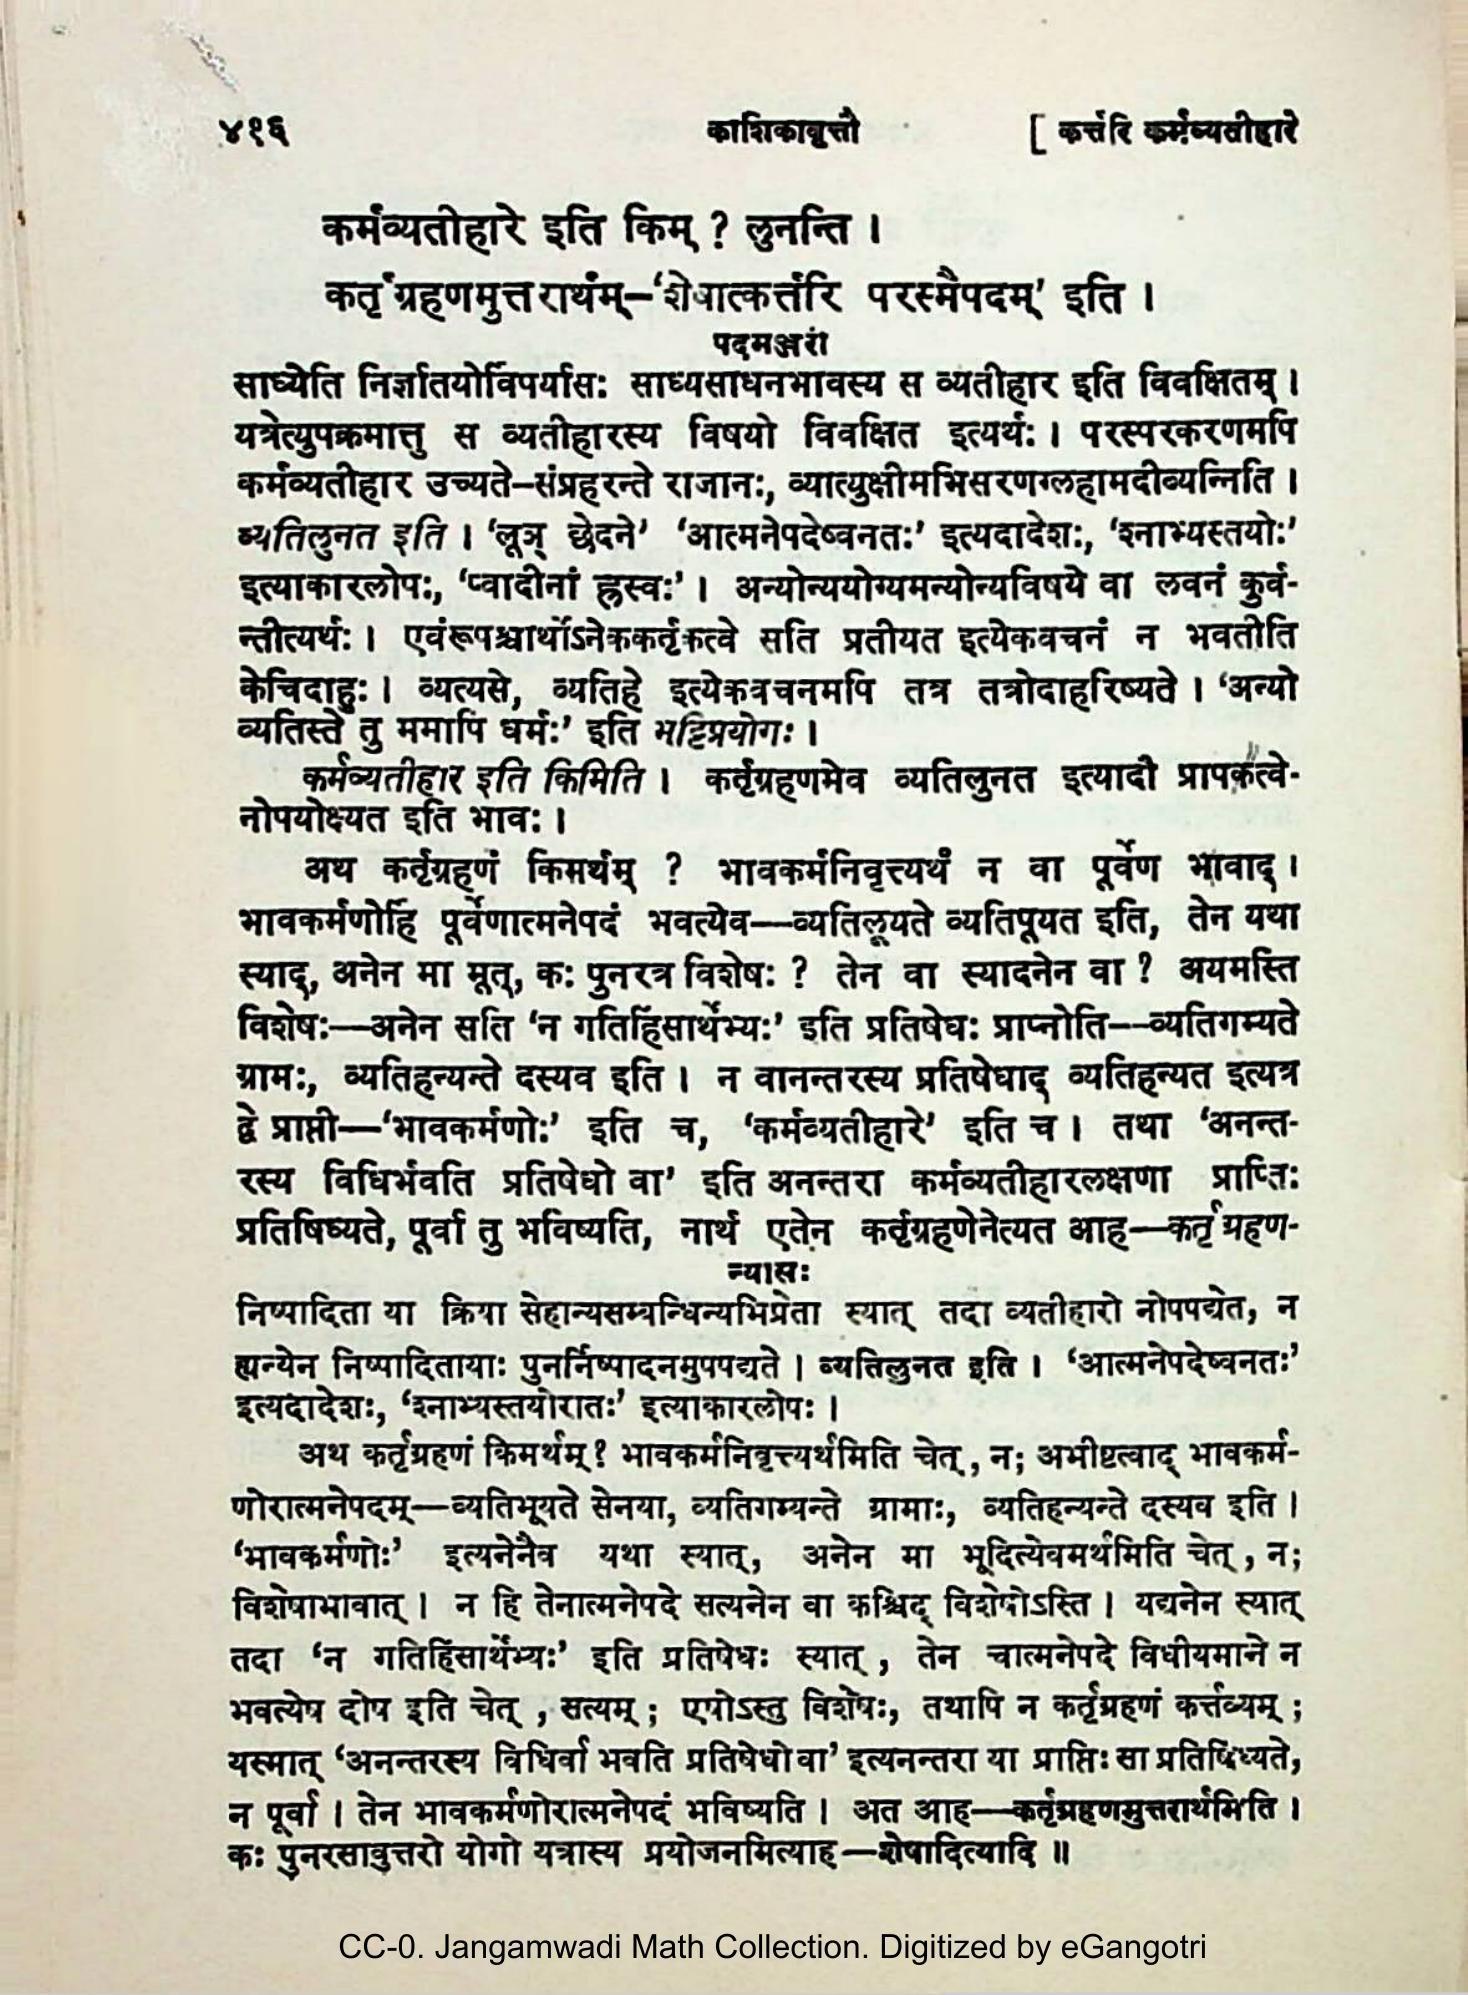 ४१६ काशिकावृत्तौ [ कर्त्तरि कर्मव्यतीहारे
कर्मव्यतीहारे इति किम् ? लुनन्ति ।
कर्तृग्रहणमुत्तरार्थम्–‘शेषात्कर्त्तरि परस्मैपदम्’ इति ।
पदमञ्जरी
साध्येति निर्ज्ञातयोर्विपर्यासः साध्यसाधनभावस्य स व्यतीहार इति विवक्षितम् ।
यत्रेत्युपक्रमात्तु स व्यतीहारस्य विषयो विवक्षित इत्यर्थः । परस्परकरणमपि
कर्मव्यतीहार उच्यते–संप्रहरन्ते राजानः, व्यात्युक्षीमभिसरणग्लहामदीव्यन्निति ।
व्यतिलुनत इति । ‘लूञ् छेदने’ ‘आत्मनेपदेष्वनतः’ इत्यदादेशः, ‘श्नाभ्यस्तयोः’
इत्याकारलोपः, ‘प्वादीनां ह्रस्वः’ । अन्योन्ययोग्यमन्योन्यविषये वा लवनं कुर्व-
न्तीत्यर्थः । एवंरूपश्चार्थोऽनेककर्तृकत्वे सति प्रतीयत इत्येकवचनं न भवतीति
केचिदाहुः । व्यत्यसे, व्यतिहे इत्येकवचनमपि तत्र तत्रोदाहरिष्यते । ‘अन्यो
व्यतिस्ते तु ममापि धर्मः’ इति भट्टिप्रयोगः ।
कर्मव्यतीहार इति किमिति । कर्तृग्रहणमेव व्यतिलुनत इत्यादौ प्रापकत्वे-
नोपयोक्ष्यत इति भावः ।
अथ कर्तृग्रहणं किमर्थम् ? भावकर्मनिवृत्त्यर्थं न वा पूर्वेण भावाद् ।
भावकर्मणोर्हि पूर्वेणात्मनेपदं भवत्येव—व्यतिलूयते व्यतिपूयत इति, तेन यथा
स्याद्, अनेन मा भूत्, कः पुनरत्र विशेषः ? तेन वा स्यादनेन वा ? अयमस्ति
विशेषः—अनेन सति ‘न गतिहिंसार्थेभ्यः’ इति प्रतिषेधः प्राप्नोति—व्यतिगम्यते
ग्रामः, व्यतिहन्यन्ते दस्यव इति । न वानन्तरस्य प्रतिषेधाद् व्यतिहन्यत इत्यत्र
द्वे प्राप्ती—‘भावकर्मणोः’ इति च, ‘कर्मव्यतीहारे’ इति च । तथा ‘अनन्त-
रस्य विधिर्भवति प्रतिषेधो वा’ इति अनन्तरा कर्मव्यतीहारलक्षणा प्राप्तिः
प्रतिषिध्यते, पूर्वा तु भविष्यति, नार्थ एतेन कर्तृग्रहणेनेत्यत आह—कर्तृग्रहण-
न्यासः
निष्पादिता या क्रिया सेहान्यसम्बन्धिन्यभिप्रेता स्यात् तदा व्यतीहारो नोपपद्येत, न
ह्यन्येन निष्पादितायाः पुनर्निष्पादनमुपपद्यते । व्यतिलुनत इति । ‘आत्मनेपदेष्वनतः’
इत्यदादेशः, ‘श्नाभ्यस्तयोरातः’ इत्याकारलोपः ।
अथ कर्तृग्रहणं किमर्थम् ? भावकर्मनिवृत्त्यर्थमिति चेत् , न; अभीष्टत्वाद् भावकर्म-
णोरात्मनेपदम्—व्यतिभूयते सेनया, व्यतिगम्यन्ते ग्रामाः, व्यतिहन्यन्ते दस्यव इति ।
‘भावकर्मणोः’ इत्यनेनैव यथा स्यात्, अनेन मा भूदित्येवमर्थमिति चेत् , न;
विशेषाभावात् । न हि तेनात्मनेपदे सत्यनेन वा कश्चिद् विशेषोऽस्ति । यद्यनेन स्यात्
तदा ‘न गतिहिंसार्थेभ्यः’ इति प्रतिषेधः स्यात् , तेन चात्मनेपदे विधीयमाने न
भवत्येष दोष इति चेत् , सत्यम् ; एषोऽस्तु विशेषः, तथापि न कर्तृग्रहणं कर्त्तव्यम् ;
यस्मात् ‘अनन्तरस्य विधिर्वा भवति प्रतिषेधो वा’ इत्यनन्तरा या प्राप्तिः सा प्रतिषिध्यते,
न पूर्वा । तेन भावकर्मणोरात्मनेपदं भविष्यति । अत आह—कर्तृग्रहणमुत्तरार्थमिति ।
कः पुनरसावुत्तरो योगो यत्रास्य प्रयोजनमित्याह—शेषादित्यादि ॥
CC-0. Jangamwadi Math Collection. Digitized by eGangotri